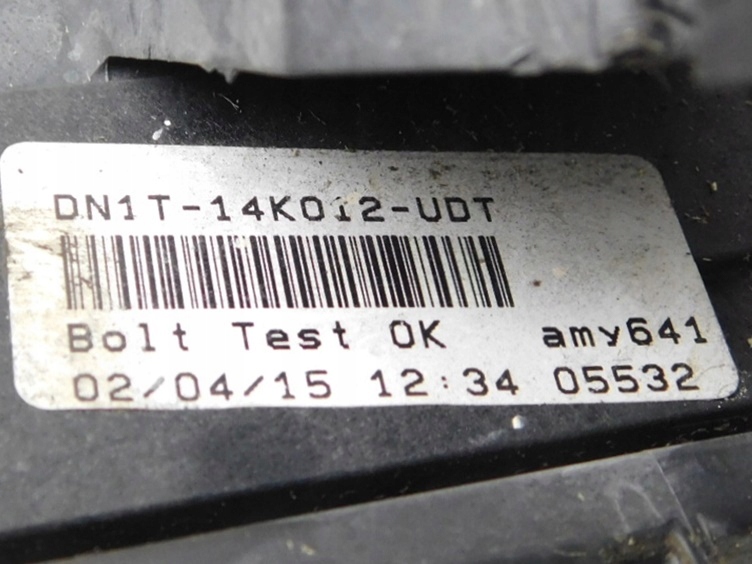 DN1T-14K012-UDT
Bolt Test OK amy641
02/04/15 12:34 05532